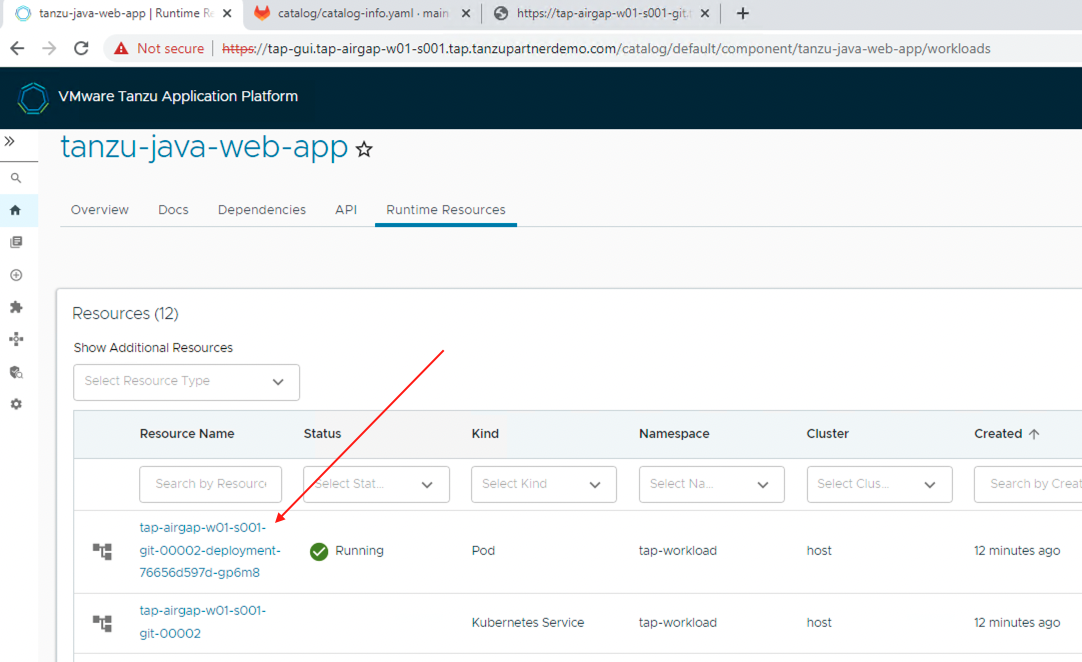 tanzu-java-web-app | Runtime Re
catalog/catalog-info.yaml · main
https://tap-airgap-w01-s001-git.
Not secure
https://tap-gui.tap-airgap-w01-s001.tap.tanzupartnerdemo.com/catalog/default/component/tanzu-java-web-app/workloads
VMware Tanzu Application Platform
tanzu-java-web-app
Overview Docs Dependencies API Runtime Resources
Resources (12)
Show Additional Resources
Select Resource Type
Resource Name Status Kind Namespace Cluster Created
Search by Resource Select Stat... Select Kind Select Na... Select Clus... Search by Creat
tap-airgap-w01-s001-
git-00002-deployment-
76656d597d-gp6m8
Running Pod tap-workload host 12 minutes ago
tap-airgap-w01-s001-
git-00002
Kubernetes Service tap-workload host 12 minutes ago